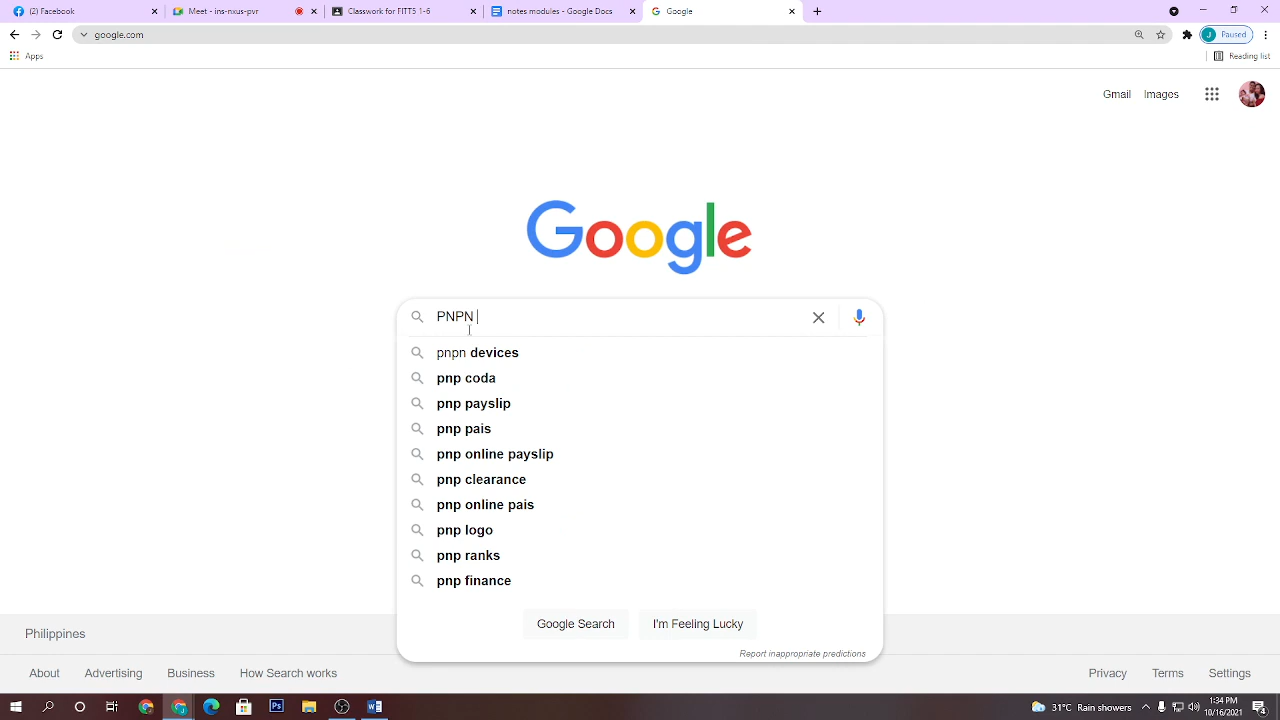 (2) Facebook
Meet - ins-nxus-pvr
Classwork for FITTS 1-6
notes modules - Google Docs
Google
google.com
J Paused
Apps
Reading list
Gmail Images
Google
PNPN
pnpn devices
pnp coda
pnp payslip
pnp pais
pnp online payslip
pnp clearance
pnp online pais
pnp logo
pnp ranks
pnp finance
Google Search I'm Feeling Lucky
Report inappropriate predictions
Philippines
About Advertising Business How Search works Privacy Terms Settings
Ps W 31°C Rain showers 1:34 PM
10/16/2021